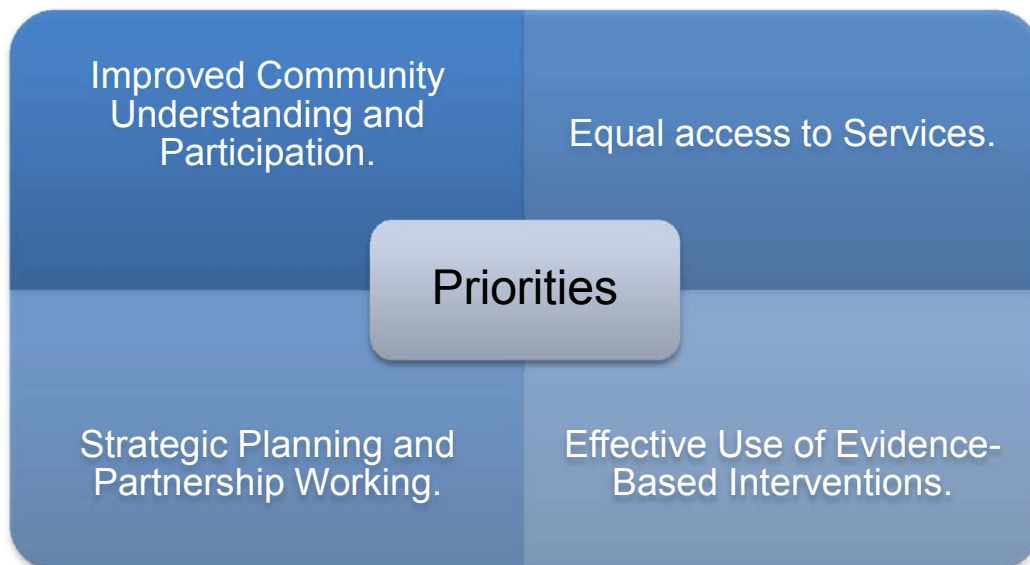 Improved Community
Understanding and
Participation.
Equal access to Services.
Priorities
Strategic Planning and
Partnership Working.
Effective Use of Evidence-
Based Interventions.